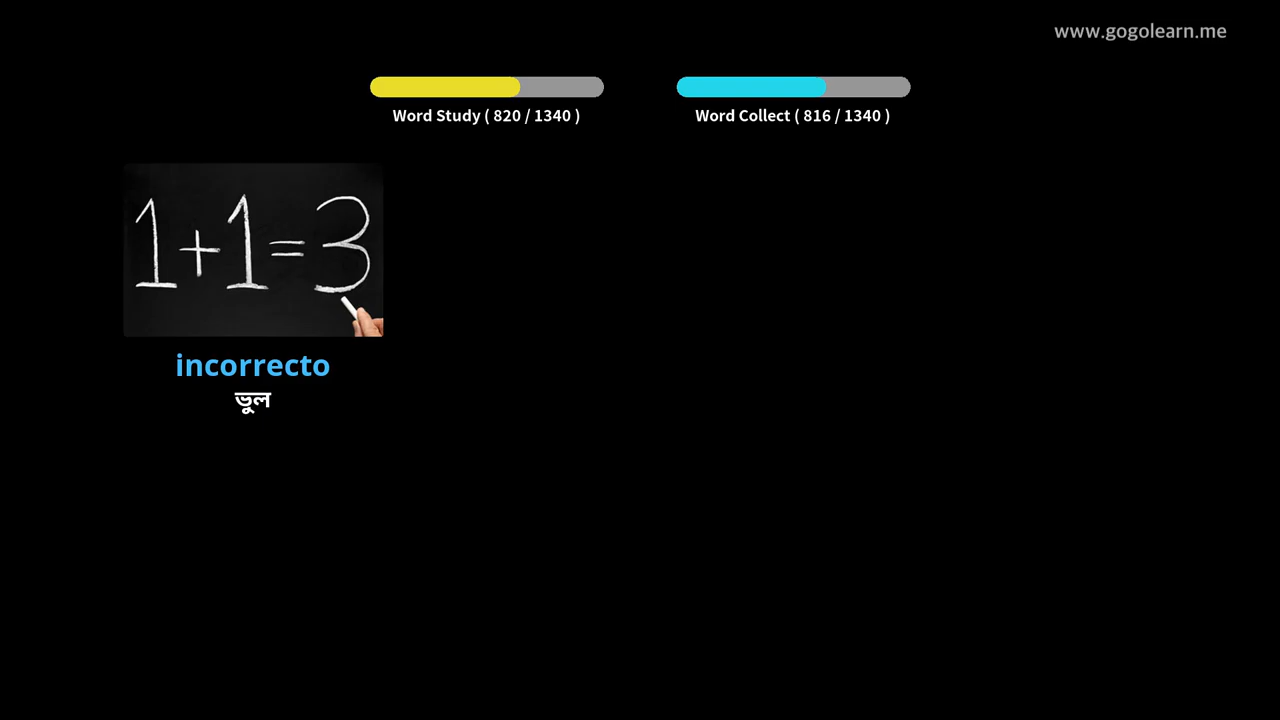 www.gogolearn.me
Word Study ( 820 / 1340 )
Word Collect ( 816 / 1340 )
1+1=3
incorrecto
ভুল